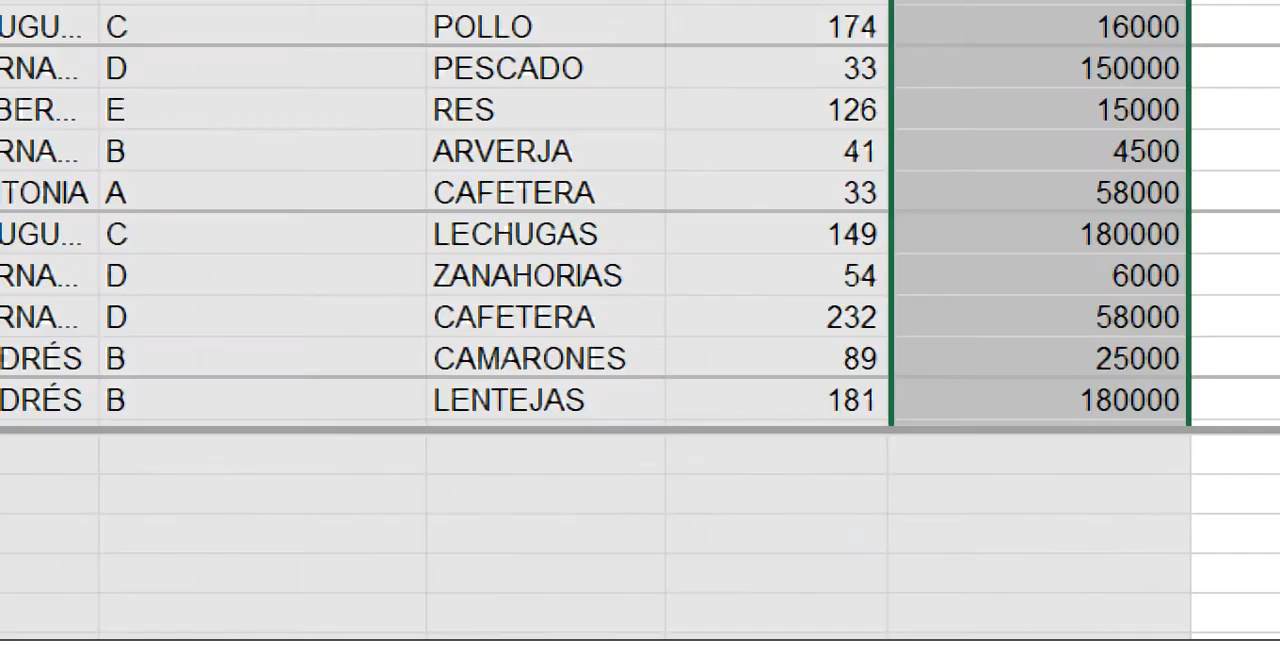 UGU... C POLLO 174 16000
RNA... D PESCADO 33 150000
BER... E RES 126 15000
RNA... B ARVERJA 41 4500
TONIA A CAFETERA 33 58000
UGU... C LECHUGAS 149 180000
RNA... D ZANAHORIAS 54 6000
RNA... D CAFETERA 232 58000
DRÉS B CAMARONES 89 25000
DRÉS B LENTEJAS 181 180000